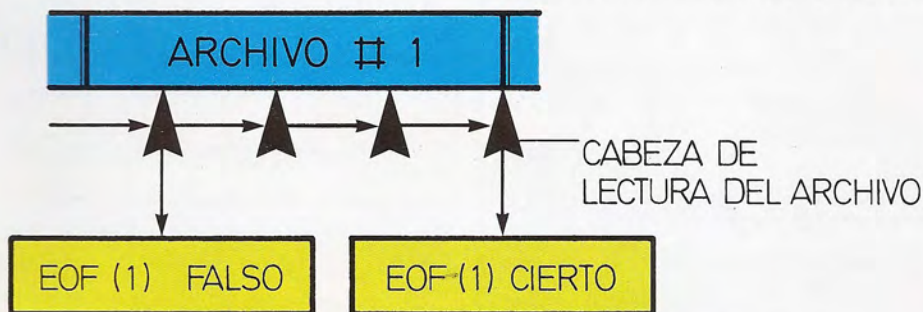 ARCHIVO # 1
CABEZA DE
LECTURA DEL ARCHIVO
EOF (1) FALSO
EOF (1) CIERTO